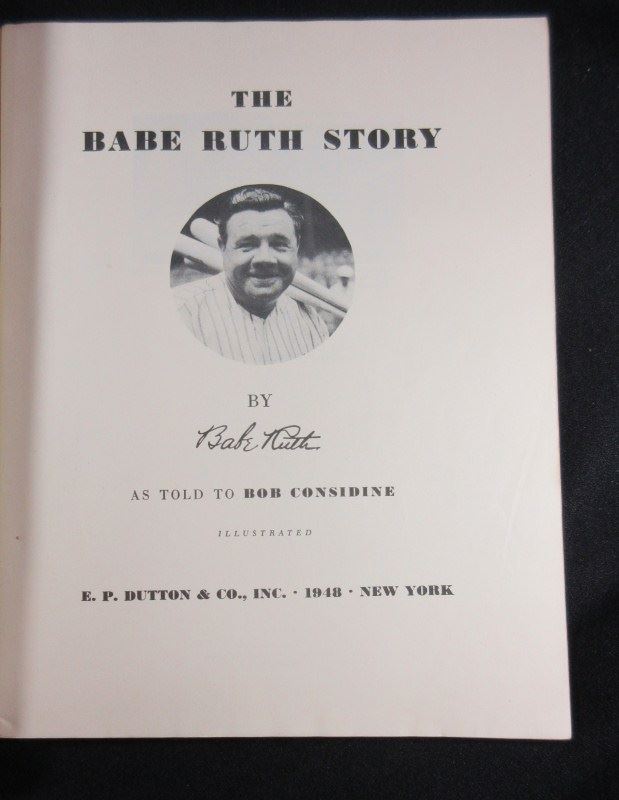 THE
BABE RUTH STORY
BY
Babe Ruth
AS TOLD TO BOB CONSIDINE
ILLUSTRATED
E. P. DUTTON & CO., INC. · 1948 · NEW YORK